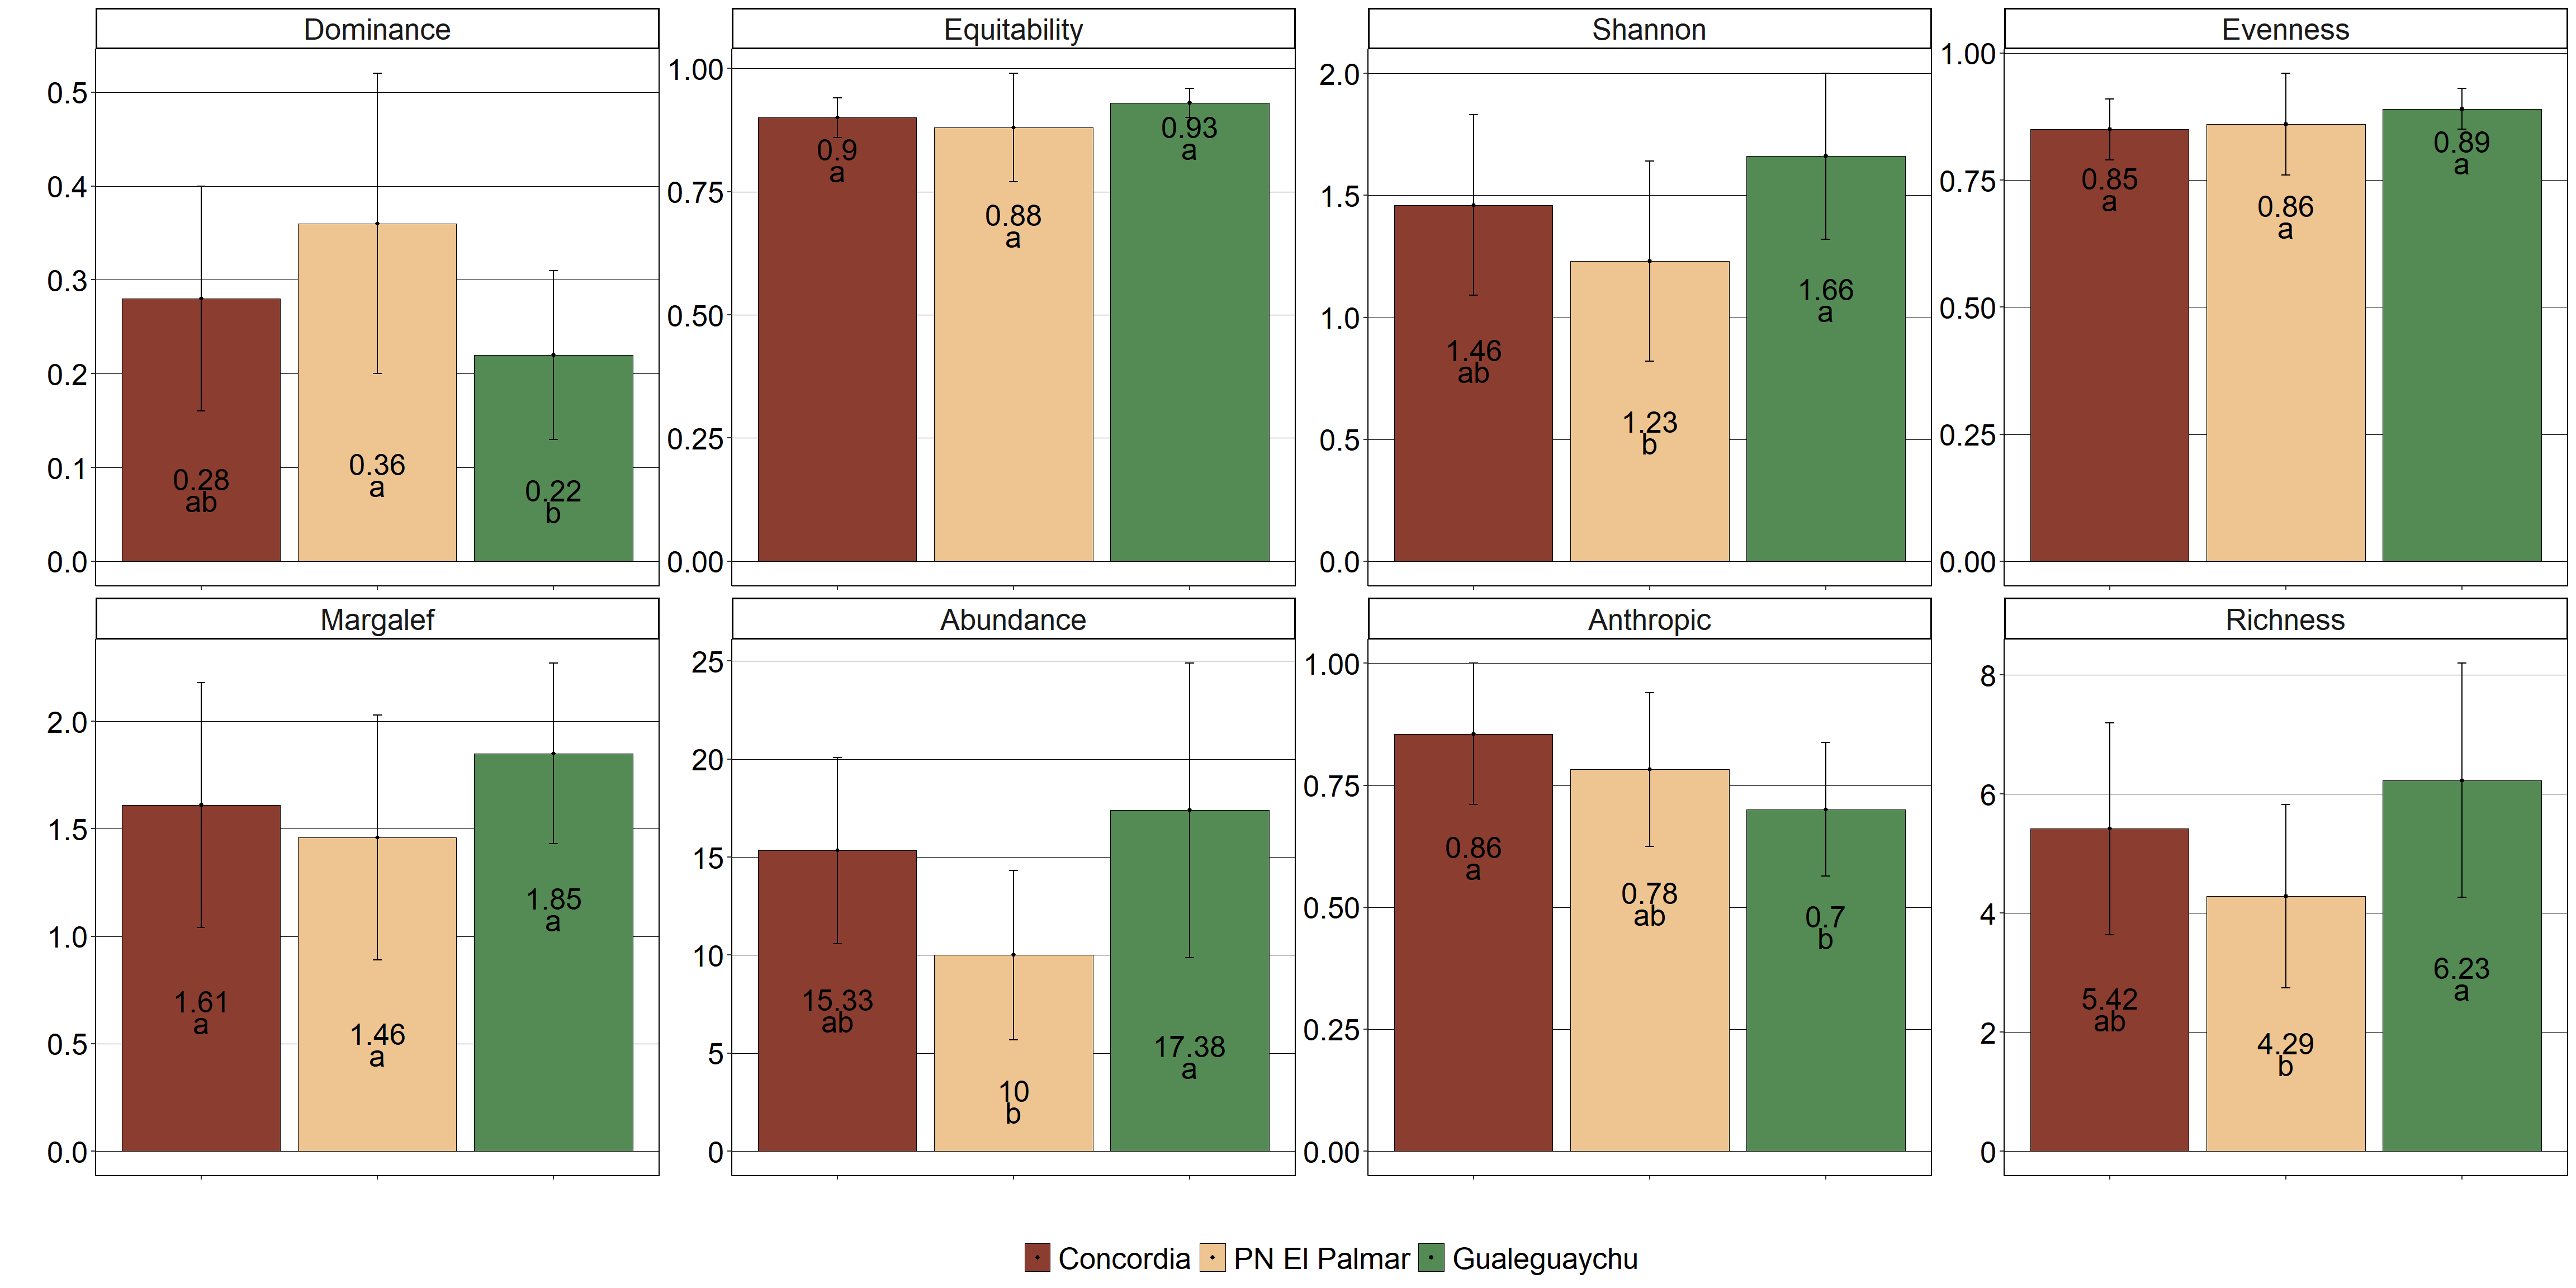 Dominance Equitability Shannon Evenness
0.5
0.4
0.3
0.2
0.1
0.0
0.28
ab
0.36
a
0.22
b
1.00
0.75
0.50
0.25
0.00
0.9
a
0.88
a
0.93
a
2.0
1.5
1.0
0.5
0.0
1.46
ab
1.23
b
1.66
a
1.00
0.75
0.50
0.25
0.00
0.85
a
0.86
a
0.89
a
Margalef Abundance Anthropic Richness
2.0
1.5
1.0
0.5
0.0
1.61
a
1.46
a
1.85
a
25
20
15
10
5
0
15.33
ab
10
b
17.38
a
1.00
0.75
0.50
0.25
0.00
0.86
a
0.78
ab
0.7
b
8
6
4
2
0
5.42
ab
4.29
b
6.23
a
Concordia PN El Palmar Gualeguaychu